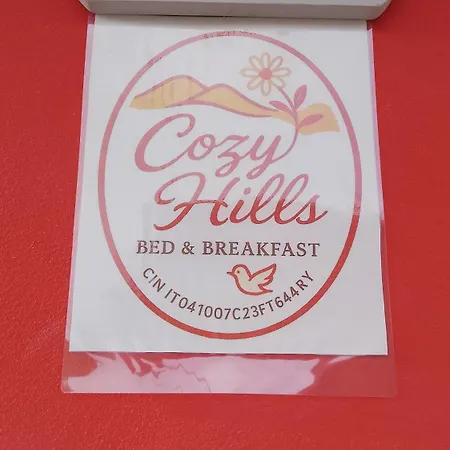 Cozy
Hills
BED & BREAKFAST
CIN IT041007C23FT644RY